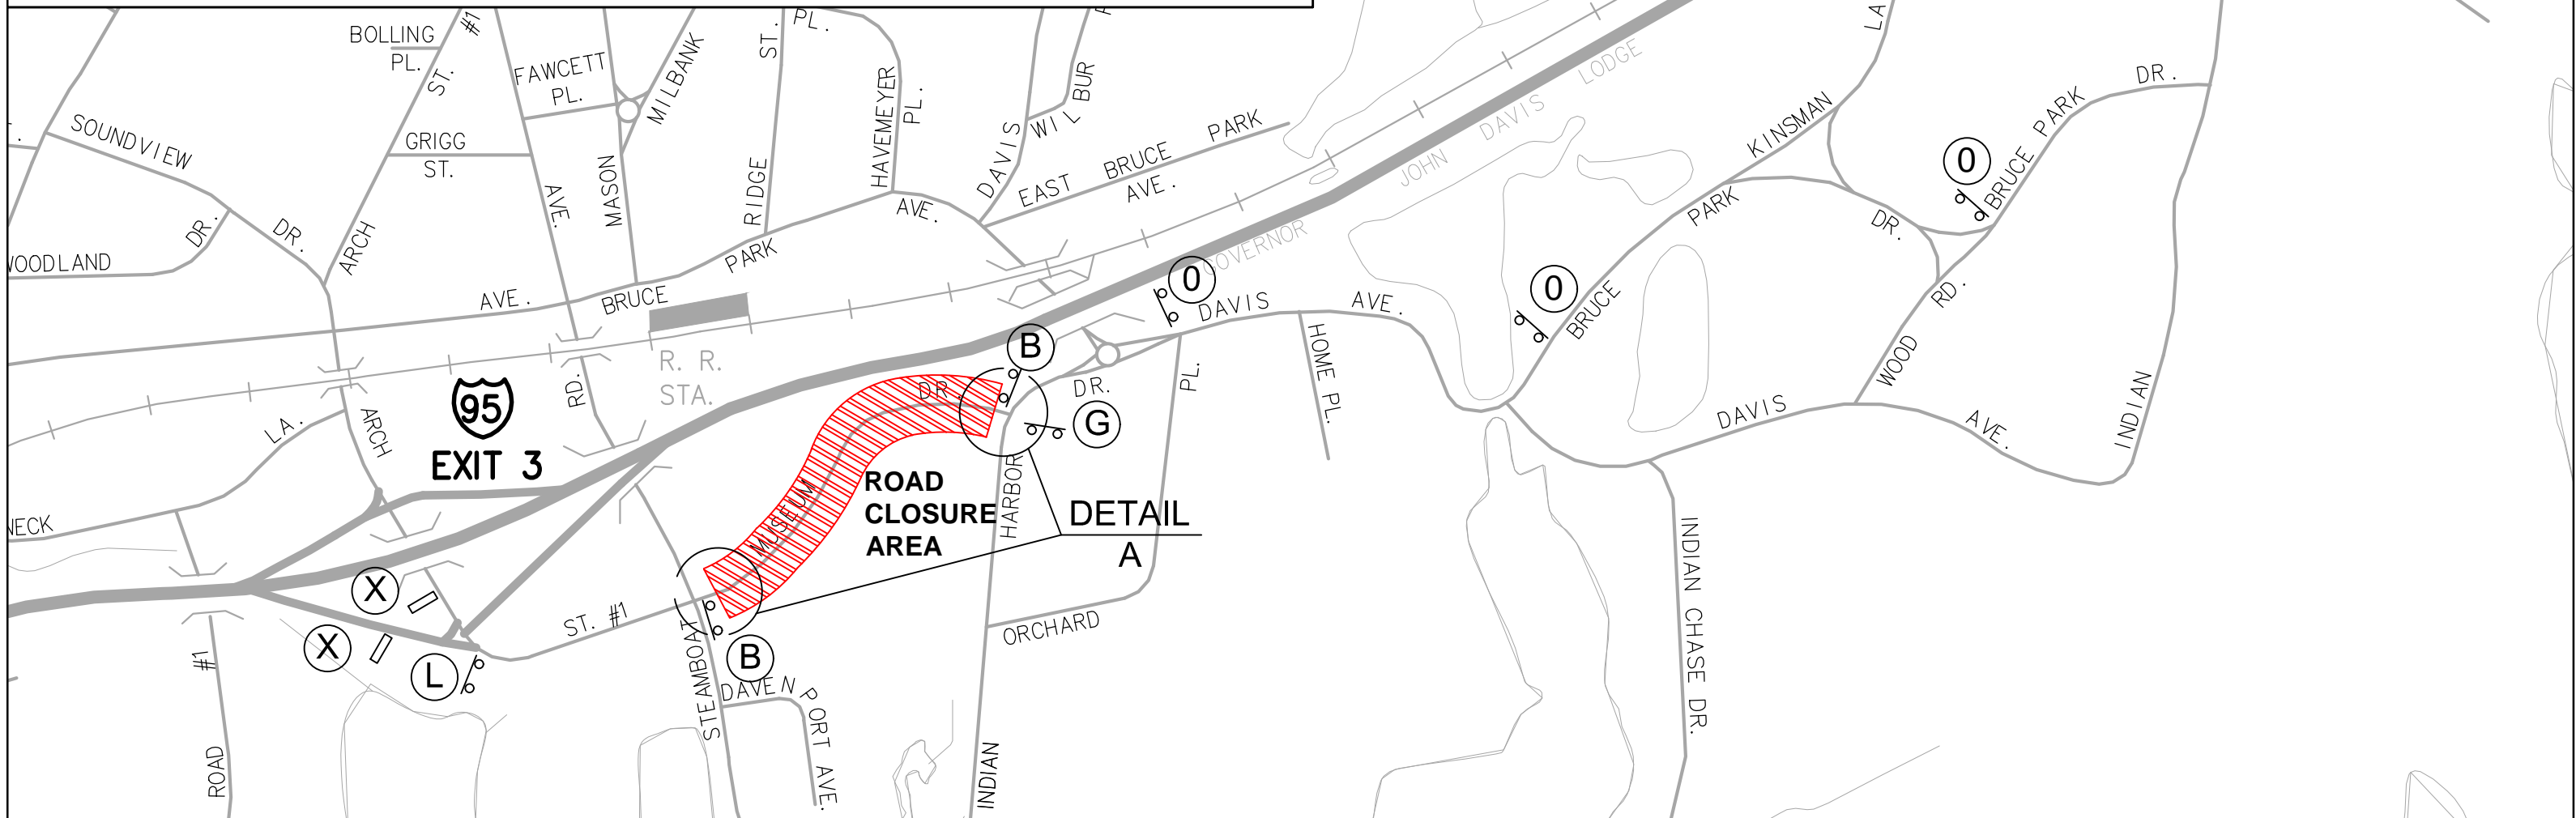 BOLLING
PL.
#1
ST.
FAWCETT
PL.
MILBANK
ST.
PL.
HAVEMEYER
PL.
DAVIS
WILBUR
EAST BRUCE PARK
AVE.
JOHN DAVIS LODGE
GOVERNOR
KINSMAN
LA
DR.
BRUCE PARK
0
SOUNDVIEW
DR.
GRIGG
ST.
AVE.
MASON
RIDGE
AVE.
PARK
BRUCE
AVE.
ARCH
DR.
WOODLAND
PARK
DR.
BRUCE
0
RD.
WOOD
0
DAVIS AVE.
HOME PL.
PL.
R. R.
STA.
RD.
95
EXIT 3
ARCH
LA.
NECK
B
DR.
DR.
G
MUSEUM
ROAD
CLOSURE
AREA
HARBOR
DETAIL
A
DAVIS
AVE.
INDIAN
INDIAN CHASE DR.
X
X
L
ST. #1
B
STEAMBOAT
DAVENPORT AVE.
ORCHARD
INDIAN
#1
ROAD